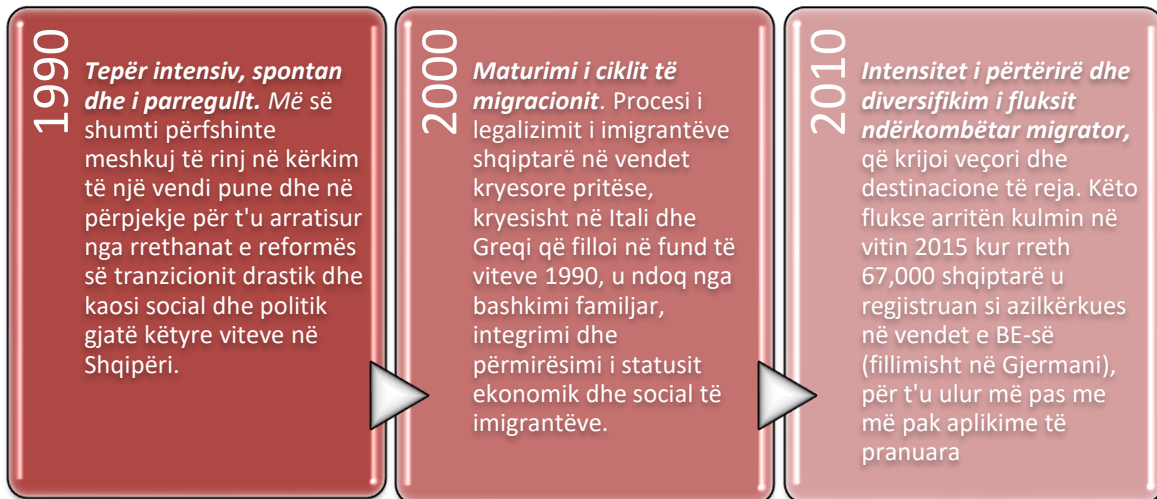 1990
Tepër intensiv, spontan
dhe i parregullt. Më së
shumti përfshinte
meshkuj të rinj në kërkim
të një vendi pune dhe në
përpjekje për t'u arratisur
nga rrethanat e reformës
së tranzicionit drastik dhe
kaosi social dhe politik
gjatë këtyre viteve në
Shqipëri.
2000
Maturimi i ciklit të
migracionit. Procesi i
legalizimit i imigrantëve
shqiptarë në vendet
kryesore pritëse,
kryesisht në Itali dhe
Greqi që filloi në fund të
viteve 1990, u ndoq nga
bashkimi familjar,
integrimi dhe
përmirësimi i statusit
ekonomik dhe social të
imigrantëve.
2010
Intensitet i përtërirë dhe
diversifikim i fluksit
ndërkombëtar migrator,
që krijoi veçori dhe
destinacione të reja. Këto
flukse arritën kulmin në
vitin 2015 kur rreth
67,000 shqiptarë u
regjistruan si azilkërkues
në vendet e BE-së
(fillimisht në Gjermani),
për t'u ulur më pas me
më pak aplikime të
pranuara